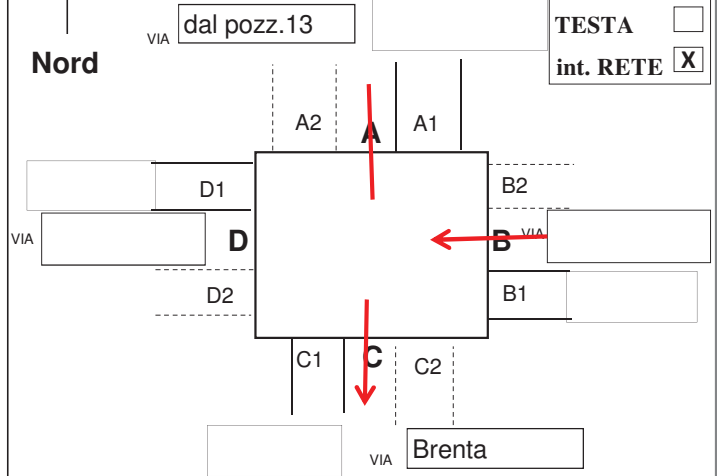 VIA dal pozz.13
TESTA
Nord
int. RETE X
A2 A A1
D1 B2
VIA D B VIA
D2 B1
C1 C C2
VIA Brenta